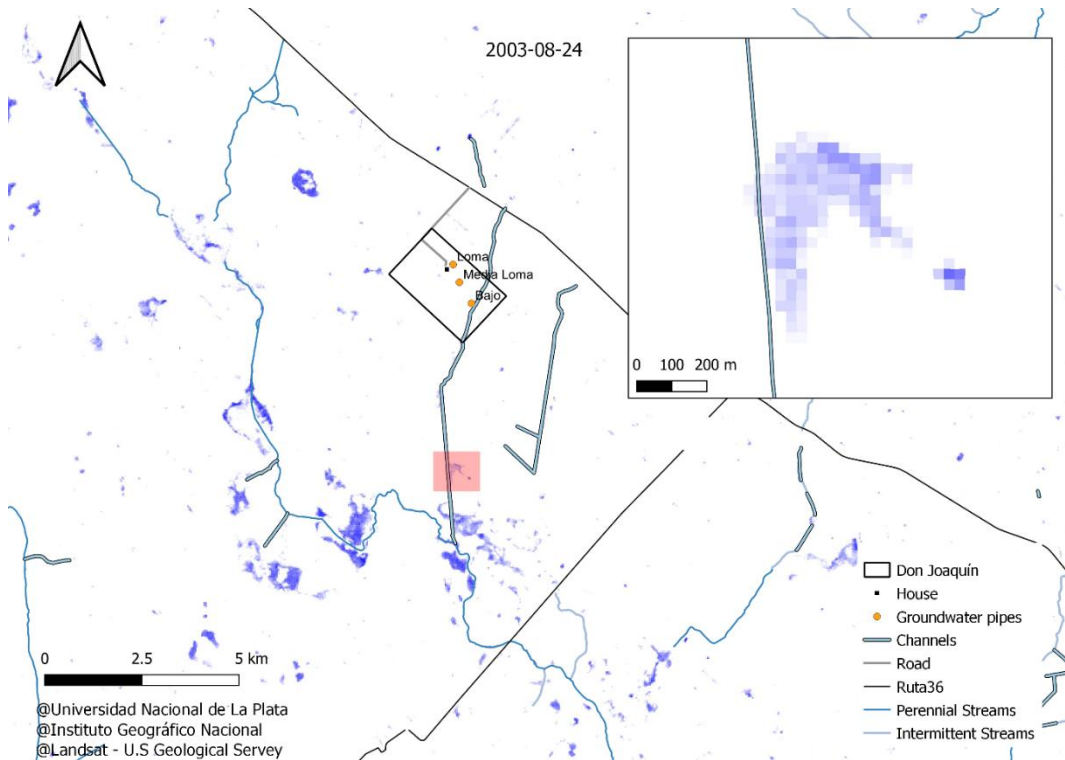 2003-08-24
0 100 200 m
Loma
Media Loma
Bajo
Don Joaquín
House
Groundwater pipes
Channels
Road
Ruta36
Perennial Streams
Intermittent Streams
0 2.5 5 km
@Universidad Nacional de La Plata
@Instituto Geográfico Nacional
@Landsat - U.S Geological Servey